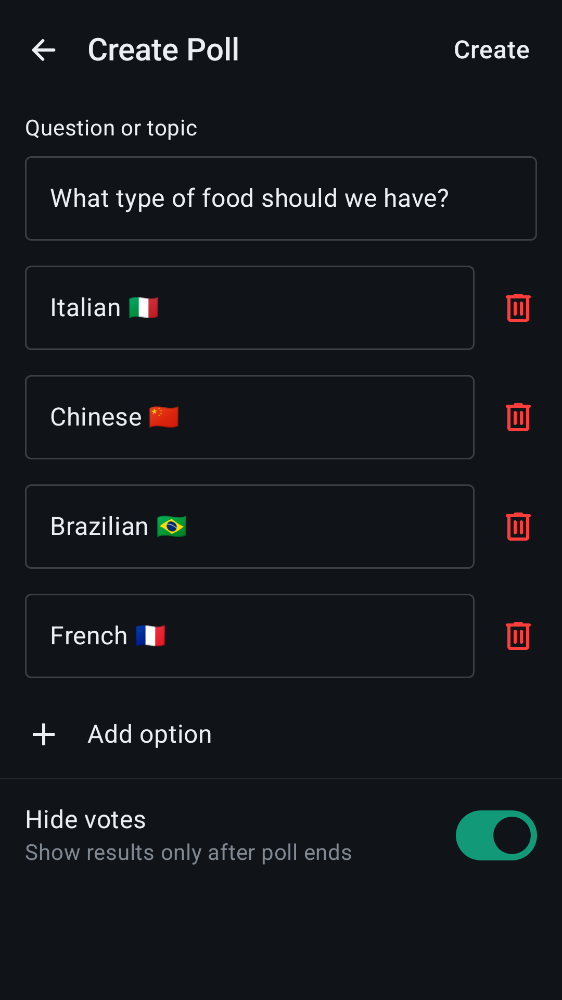 Create Poll
Create
Question or topic
What type of food should we have?
Italian 🇮🇹
Chinese 🇨🇳
Brazilian 🇧🇷
French 🇫🇷
Add option
Hide votes
Show results only after poll ends